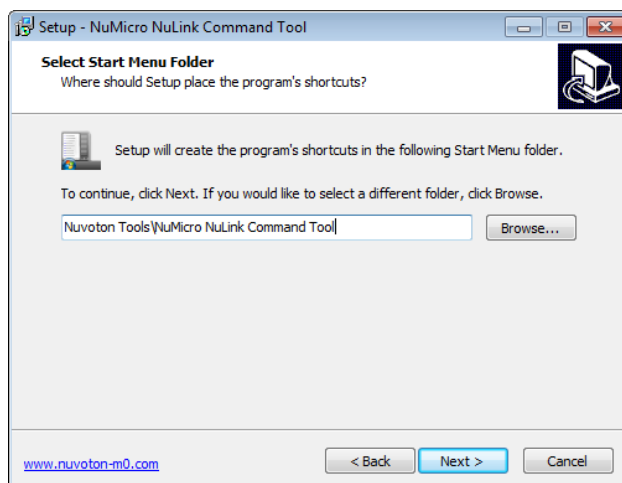 Setup - NuMicro NuLink Command Tool
Select Start Menu Folder
Where should Setup place the program's shortcuts?
Setup will create the program's shortcuts in the following Start Menu folder.
To continue, click Next. If you would like to select a different folder, click Browse.
Nuvoton Tools\NuMicro NuLink Command Tool
Browse...
www.nuvoton-m0.com
< Back
Next >
Cancel